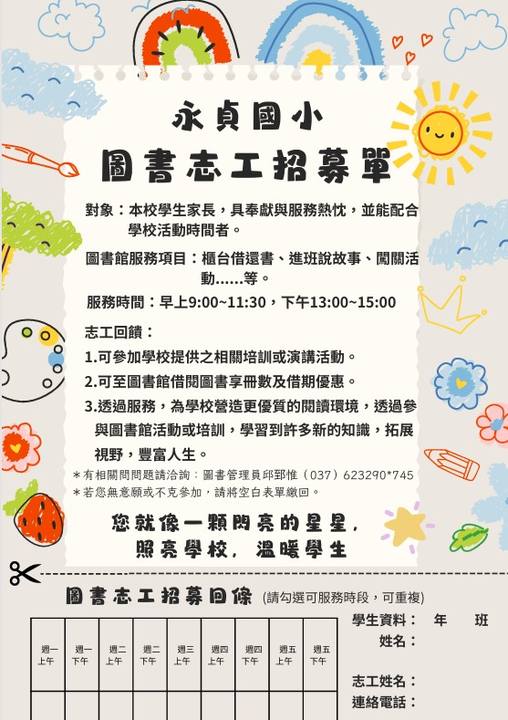 永貞國小
圖書志工招募單
對象：本校學生家長，具奉獻與服務熱忱，並能配合
學校活動時間者。
圖書館服務項目：櫃台借還書、進班說故事、闖關活
動......等。
服務時間：早上9:00~11:30，下午13:00~15:00
志工回饋：
1.可參加學校提供之相關培訓或演講活動。
2.可至圖書館借閱圖書享冊數及借期優惠。
3.透過服務，為學校營造更優質的閱讀環境，透過參
與圖書館活動或培訓，學習到許多新的知識，拓展
視野，豐富人生。
＊有相關問問題請洽詢：圖書管理員邱郅惟（037）623290*745
＊若您無意願或不克參加，請將空白表單繳回。
您就像一顆閃亮的星星，
照亮學校，溫暖學生
圖書志工招募回條 (請勾選可服務時段，可重複)
週一上午 週一下午 週二上午 週二下午 週三上午 週四上午 週四下午 週五上午 週五下午
學生資料： 年 班
姓名：
志工姓名：
連絡電話：